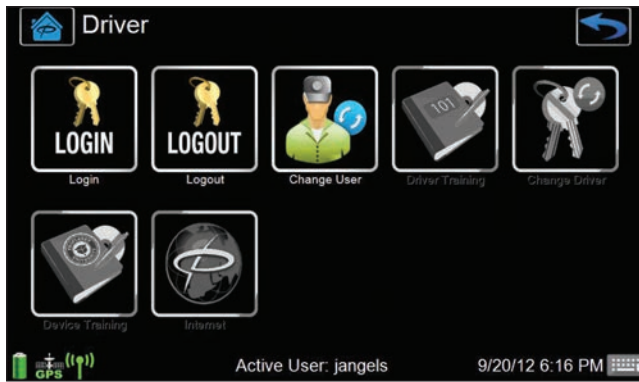 Driver
LOGIN
LOGOUT
101
Login
Logout
Change User
Driver Training
Change Driver
Device Training
Internet
GPS
Active User: jangels
9/20/12 6:16 PM